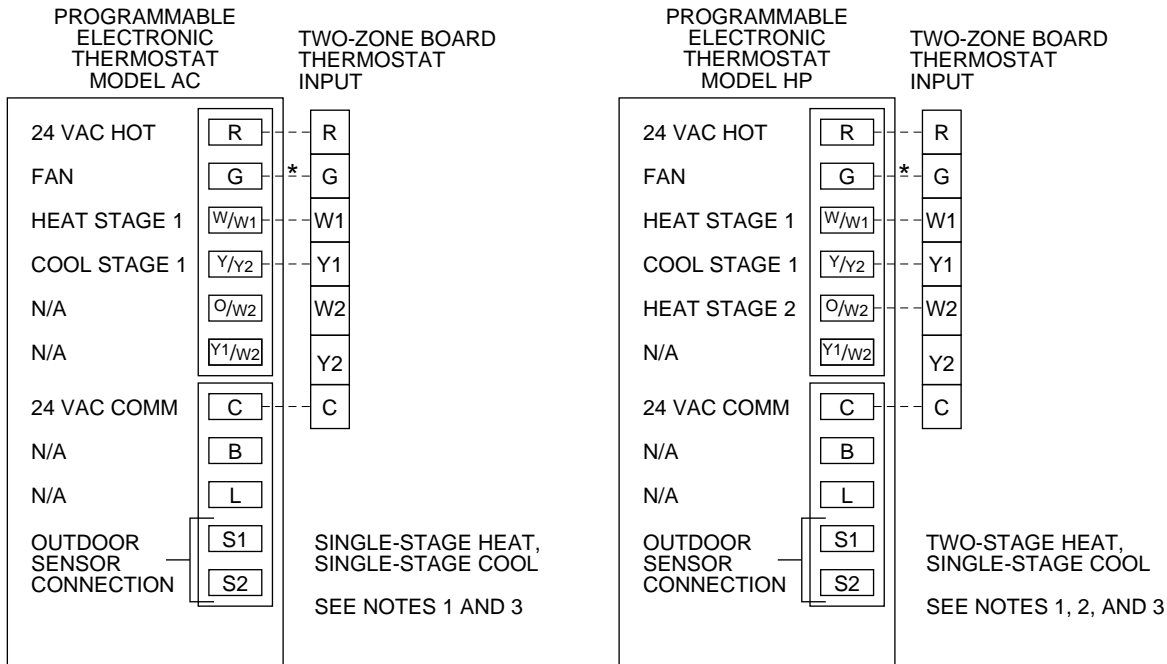 PROGRAMMABLE
ELECTRONIC
THERMOSTAT
MODEL AC
TWO-ZONE BOARD
THERMOSTAT
INPUT
24 VAC HOT R R
FAN G * G
HEAT STAGE 1 W/W1 W1
COOL STAGE 1 Y/Y2 Y1
N/A O/W2 W2
N/A Y1/W2 Y2
24 VAC COMM C C
N/A B
N/A L
OUTDOOR
SENSOR
CONNECTION
S1
S2
SINGLE-STAGE HEAT,
SINGLE-STAGE COOL
SEE NOTES 1 AND 3
PROGRAMMABLE
ELECTRONIC
THERMOSTAT
MODEL HP
TWO-ZONE BOARD
THERMOSTAT
INPUT
24 VAC HOT R R
FAN G * G
HEAT STAGE 1 W/W1 W1
COOL STAGE 1 Y/Y2 Y1
HEAT STAGE 2 O/W2 W2
N/A Y1/W2 Y2
24 VAC COMM C C
N/A B
N/A L
OUTDOOR
SENSOR
CONNECTION
S1
S2
TWO-STAGE HEAT,
SINGLE-STAGE COOL
SEE NOTES 1, 2, AND 3